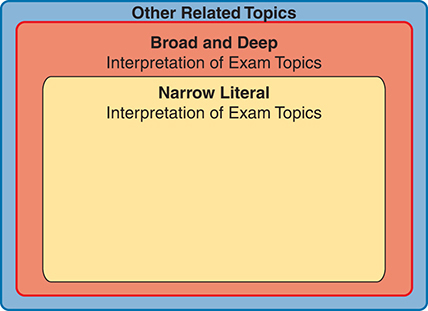 Other Related Topics
Broad and Deep
Interpretation of Exam Topics
Narrow Literal
Interpretation of Exam Topics